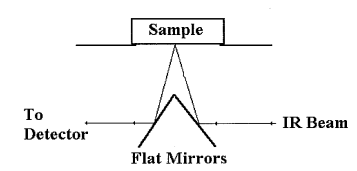 Sample
To
Detector
IR Beam
Flat Mirrors